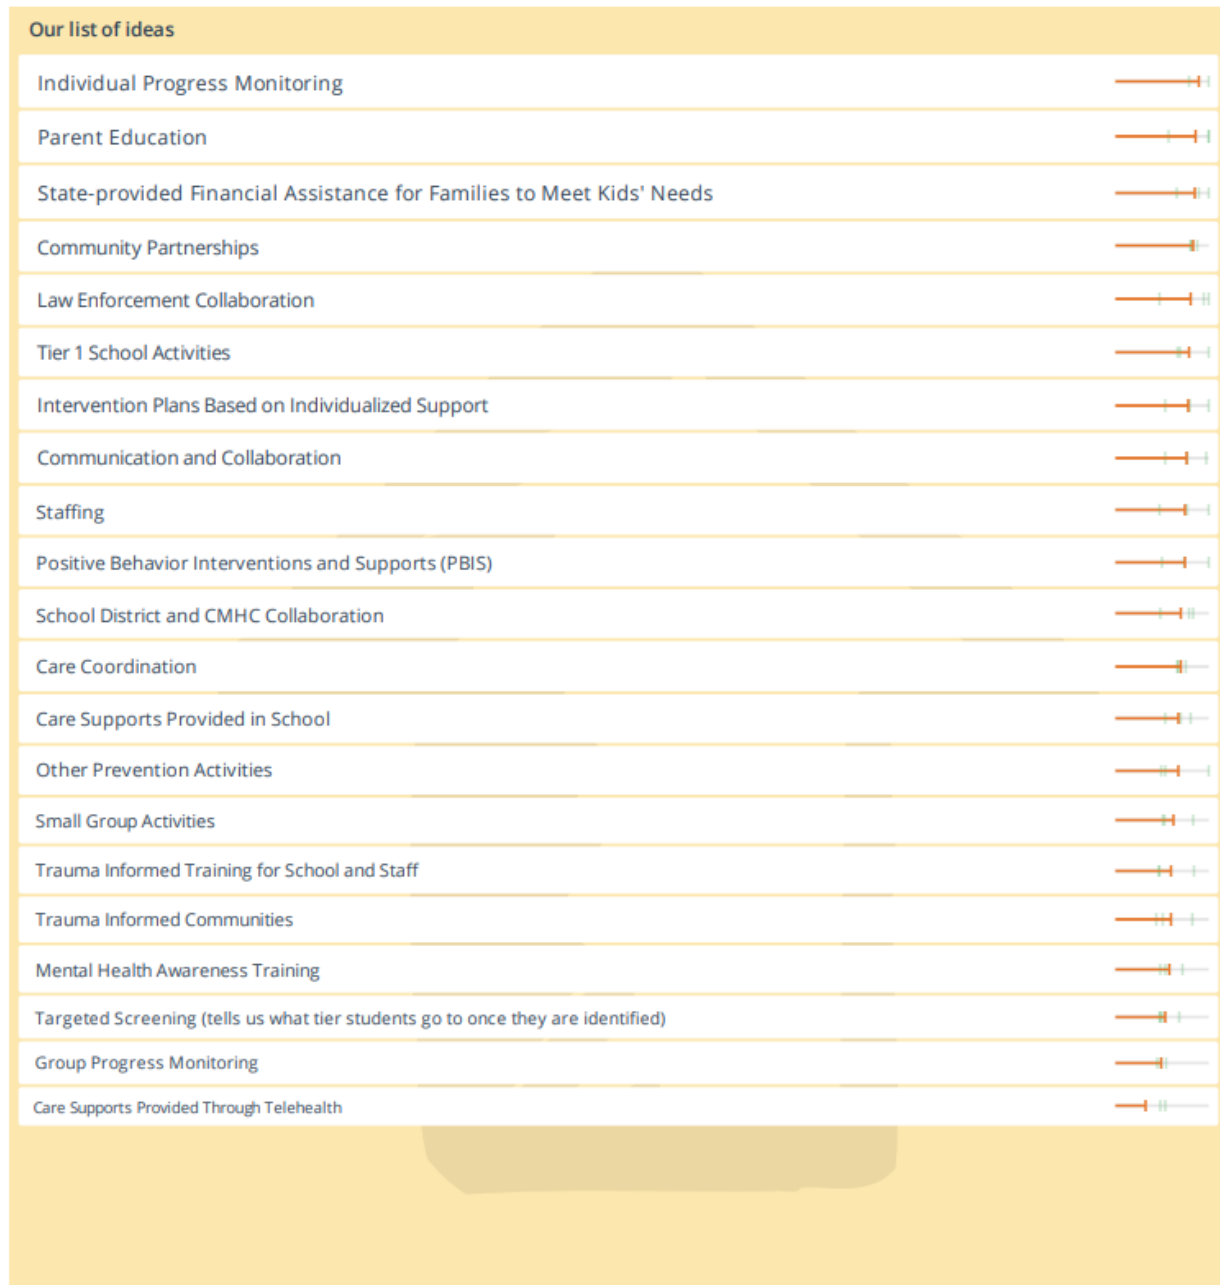 Our list of ideas
Individual Progress Monitoring
Parent Education
State-provided Financial Assistance for Families to Meet Kids' Needs
Community Partnerships
Law Enforcement Collaboration
Tier 1 School Activities
Intervention Plans Based on Individualized Support
Communication and Collaboration
Staffing
Positive Behavior Interventions and Supports (PBIS)
School District and CMHC Collaboration
Care Coordination
Care Supports Provided in School
Other Prevention Activities
Small Group Activities
Trauma Informed Training for School and Staff
Trauma Informed Communities
Mental Health Awareness Training
Targeted Screening (tells us what tier students go to once they are identified)
Group Progress Monitoring
Care Supports Provided Through Telehealth